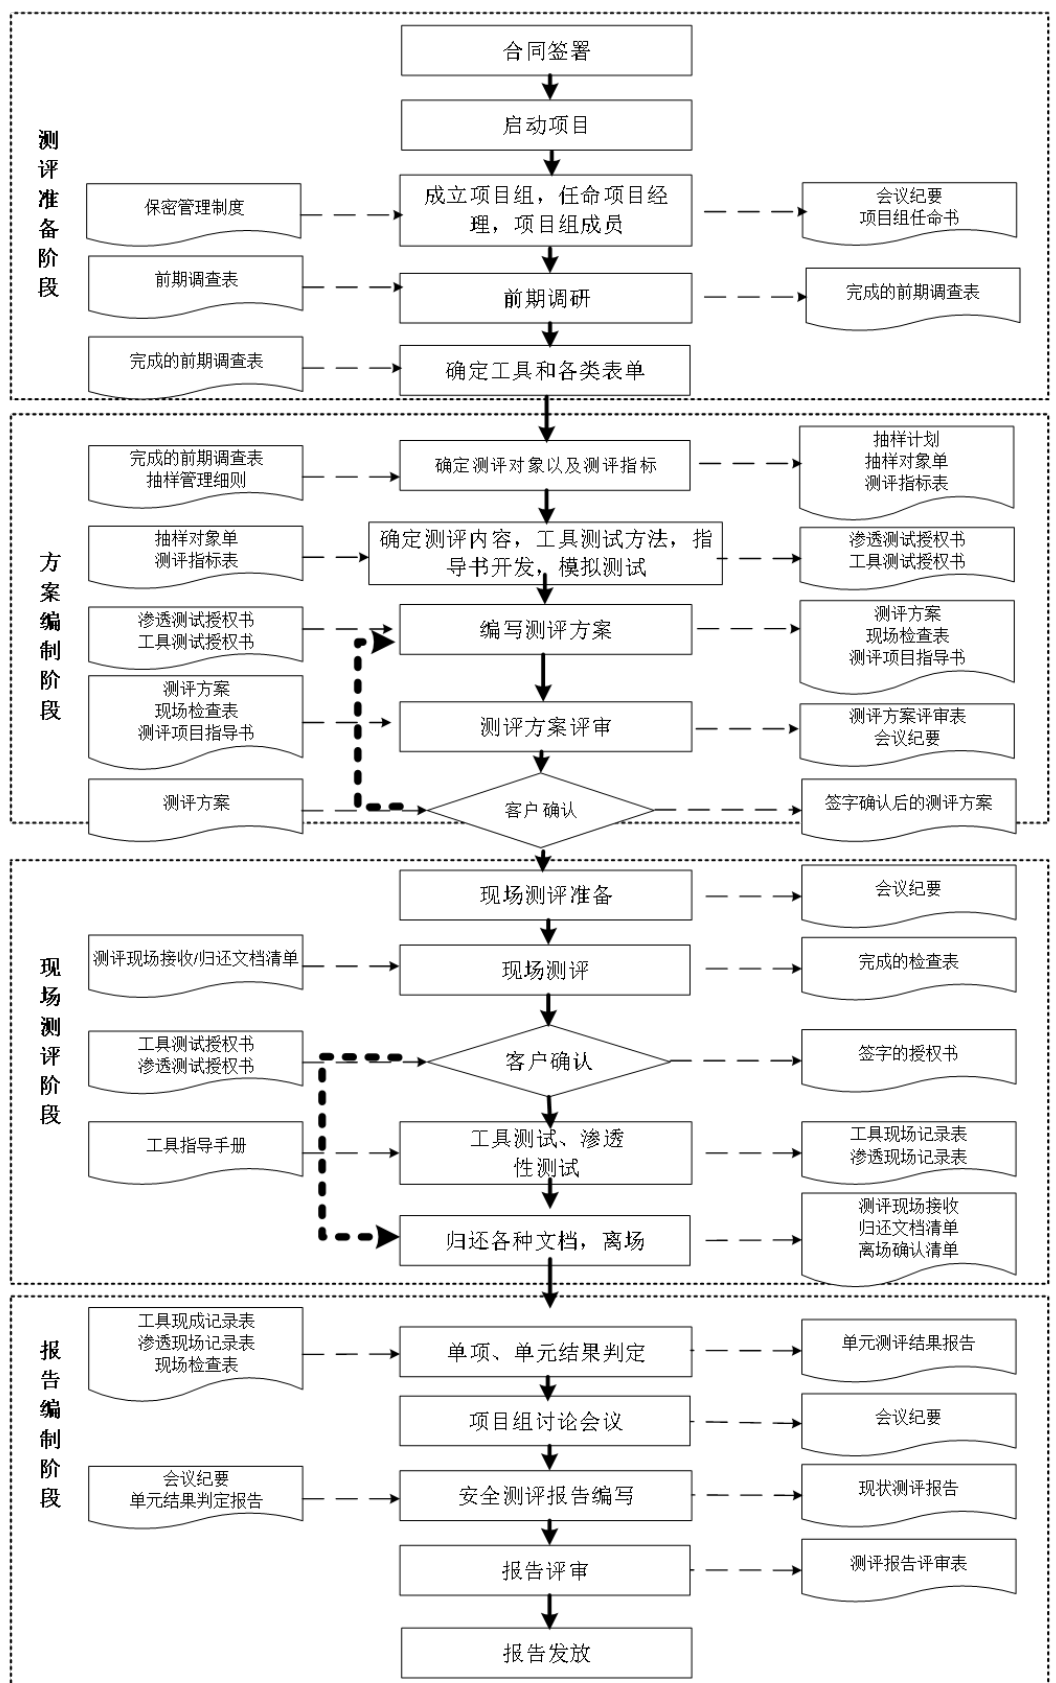 合同签署
启动项目
测评准备阶段
保密管理制度
成立项目组，任命项目经
理，项目组成员
会议纪要
项目组任命书
前期调查表
前期调研
完成的前期调查表
完成的前期调查表
确定工具和各类表单
方案编制阶段
完成的前期调查表
抽样管理细则
确定测评对象以及测评指标
抽样计划
抽样对象单
测评指标表
抽样对象单
测评指标表
确定测评内容，工具测试方法，指
导书开发，模拟测试
渗透测试授权书
工具测试授权书
渗透测试授权书
工具测试授权书
编写测评方案
测评方案
现场检查表
测评项目指导书
测评方案
现场检查表
测评项目指导书
测评方案评审
测评方案评审表
会议纪要
测评方案
客户确认
签字确认后的测评方案
现场测评阶段
现场测评准备
会议纪要
测评现场接收/归还文档清单
现场测评
完成的检查表
工具测试授权书
渗透测试授权书
客户确认
签字的授权书
工具指导手册
工具测试、渗透
性测试
工具现场记录表
渗透现场记录表
归还各种文档，离场
测评现场接收
归还文档清单
离场确认清单
报告编制阶段
工具现成记录表
渗透现场记录表
现场检查表
单项、单元结果判定
单元测评结果报告
项目组讨论会议
会议纪要
会议纪要
单元结果判定报告
安全测评报告编写
现状测评报告
报告评审
测评报告评审表
报告发放